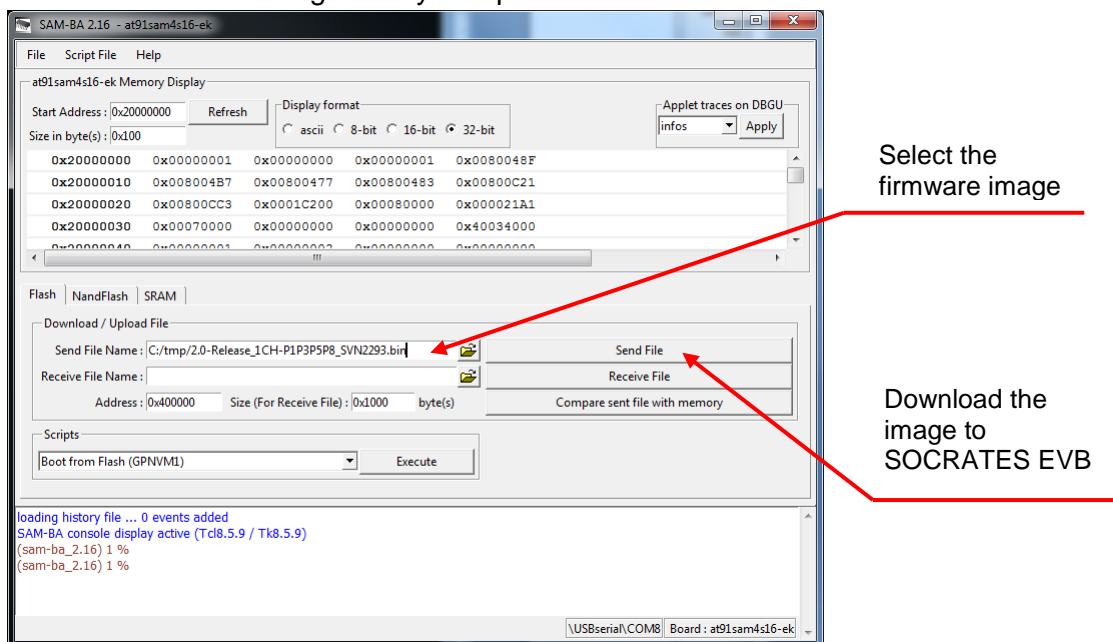 SAM-BA 2.16 - at91sam4s16-ek
File Script File Help
at91sam4s16-ek Memory Display
Start Address : 0x20000000 Refresh
Size in byte(s) : 0x100
Display format
ascii 8-bit 16-bit 32-bit
Applet traces on DBGU
infos Apply
0x20000000 0x00000001 0x00000000 0x00000001 0x0080048F
0x20000010 0x008004B7 0x00800477 0x00800483 0x00800C21
0x20000020 0x00800CC3 0x0001C200 0x00080000 0x000021A1
0x20000030 0x00070000 0x00000000 0x00000000 0x40034000
Select the
firmware image
Flash NandFlash SRAM
Download / Upload File
Send File Name : C:/tmp/2.0-Release_1CH-P1P3P5P8_SVN2293.bin Send File
Receive File Name : Receive File
Address : 0x400000 Size (For Receive File) : 0x1000 byte(s) Compare sent file with memory
Download the
image to
SOCRATES EVB
Scripts
Boot from Flash (GPNVM1) Execute
loading history file ... 0 events added
SAM-BA console display active (Tcl8.5.9 / Tk8.5.9)
(sam-ba_2.16) 1 %
(sam-ba_2.16) 1 %
\USBserial\COM8 Board : at91sam4s16-ek